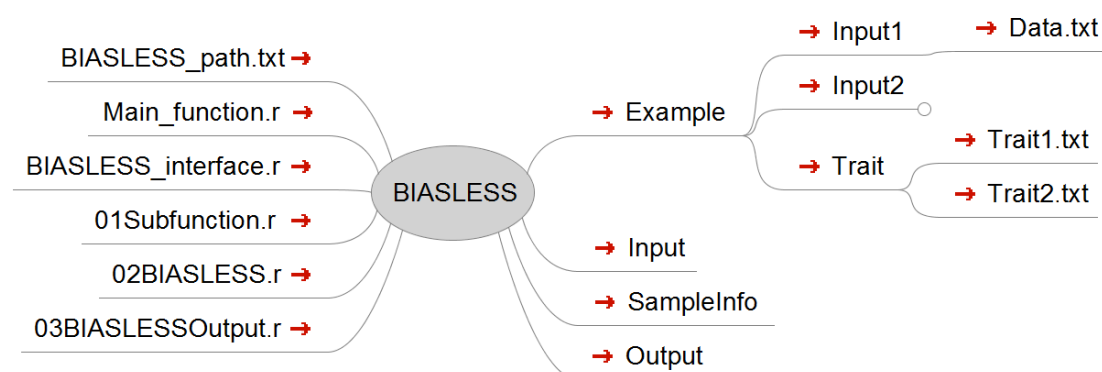 BIASLESS_path.txt
Main_function.r
BIASLESS_interface.r
01Subfunction.r
02BIASLESS.r
03BIASLESSOutput.r
BIASLESS
Example
Input1
Data.txt
Input2
Trait
Trait1.txt
Trait2.txt
Input
SampleInfo
Output